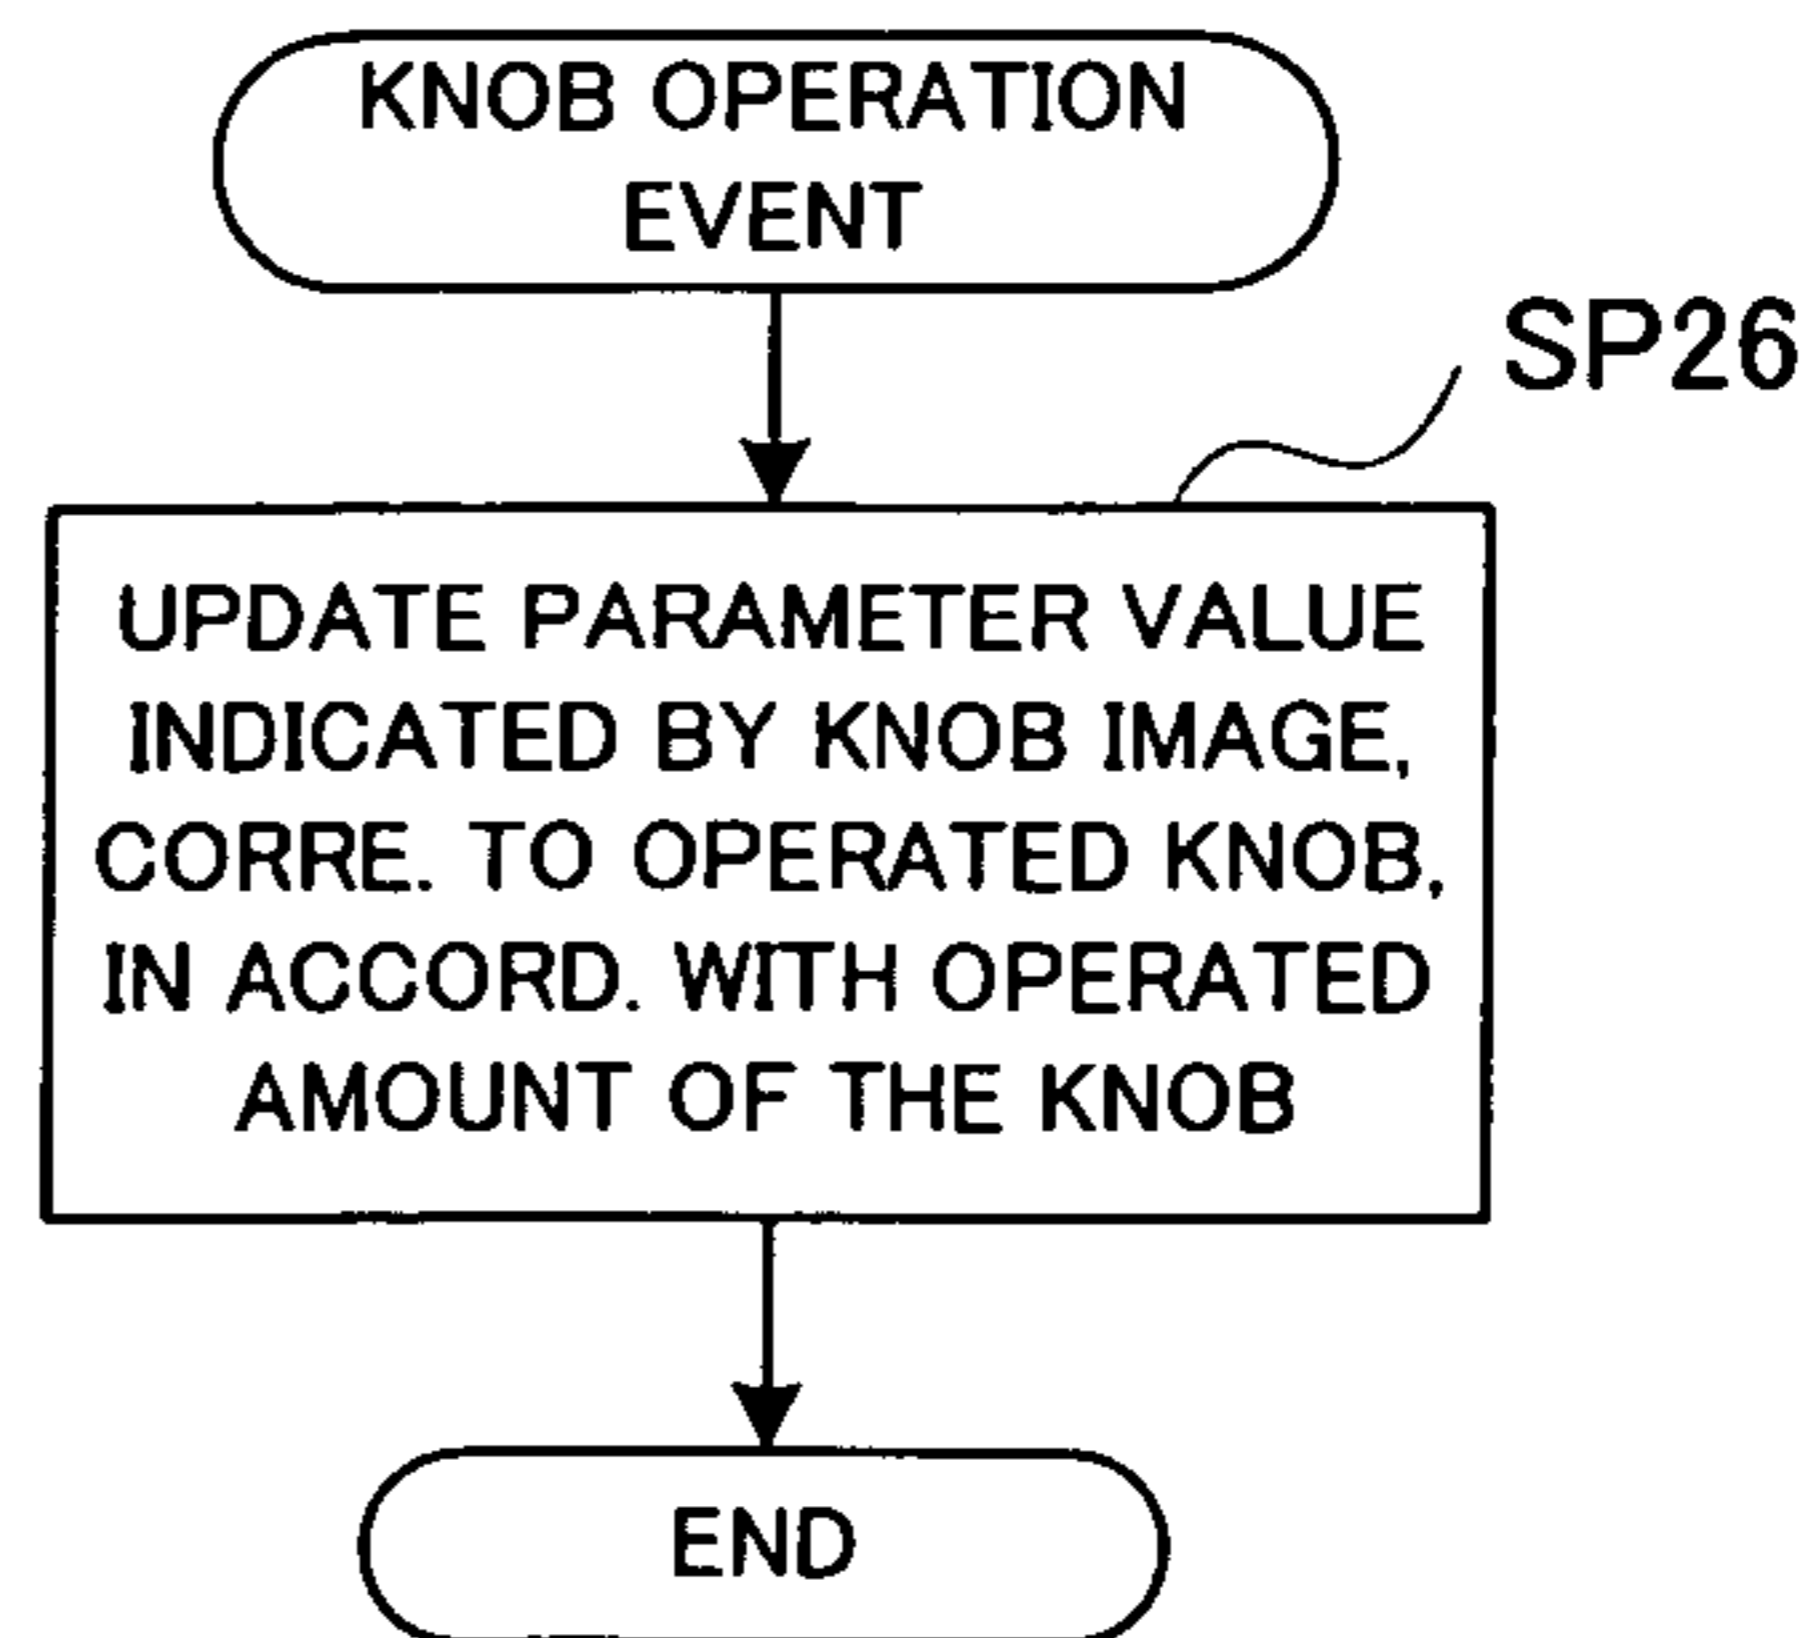 KNOB OPERATION
EVENT
SP26
UPDATE PARAMETER VALUE
INDICATED BY KNOB IMAGE,
CORRE. TO OPERATED KNOB,
IN ACCORD. WITH OPERATED
AMOUNT OF THE KNOB
END